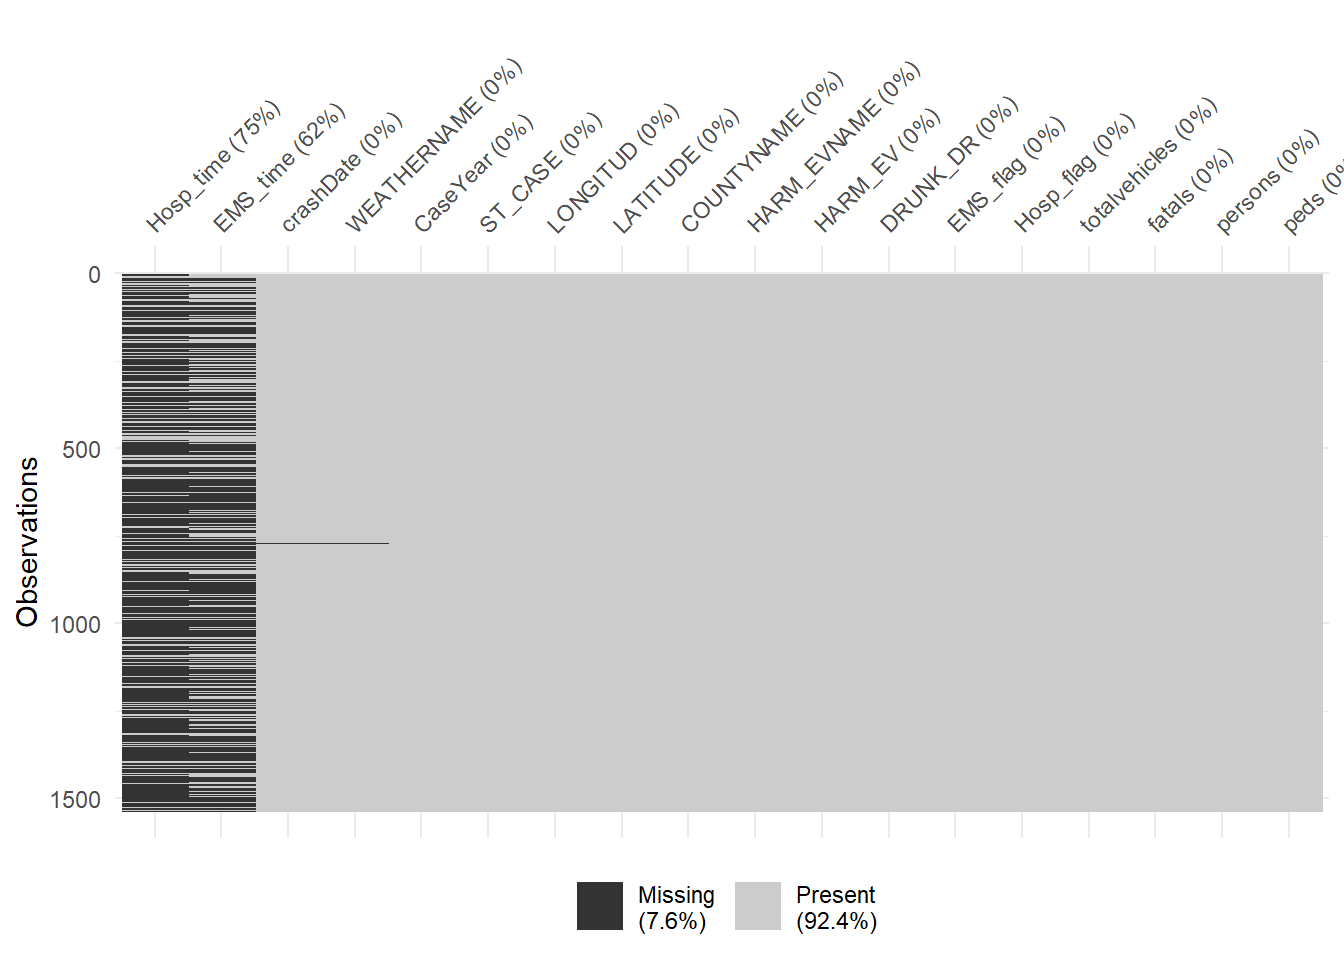 Hosp_time (75%)
EMS_time (62%)
crashDate (0%)
WEATHERNAME (0%)
CaseYear (0%)
ST_CASE (0%)
LONGITUD (0%)
LATITUDE (0%)
COUNTYNAME (0%)
HARM_EVNAME (0%)
HARM_EV (0%)
DRUNK_DR (0%)
EMS_flag (0%)
Hosp_flag (0%)
totalvehicles (0%)
fatals (0%)
persons (0%)
peds (0%
0
500
1000
1500
Observations
Missing
(7.6%)
Present
(92.4%)